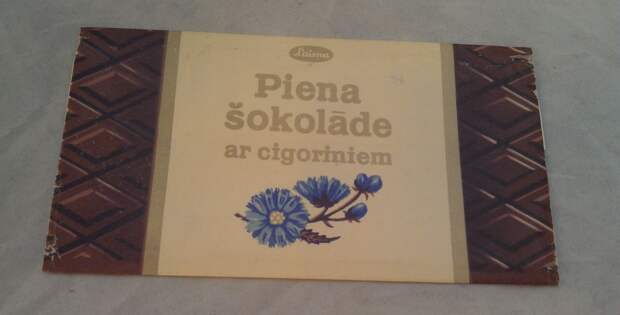 Laima
Piena
šokolāde
ar cigoriņiem